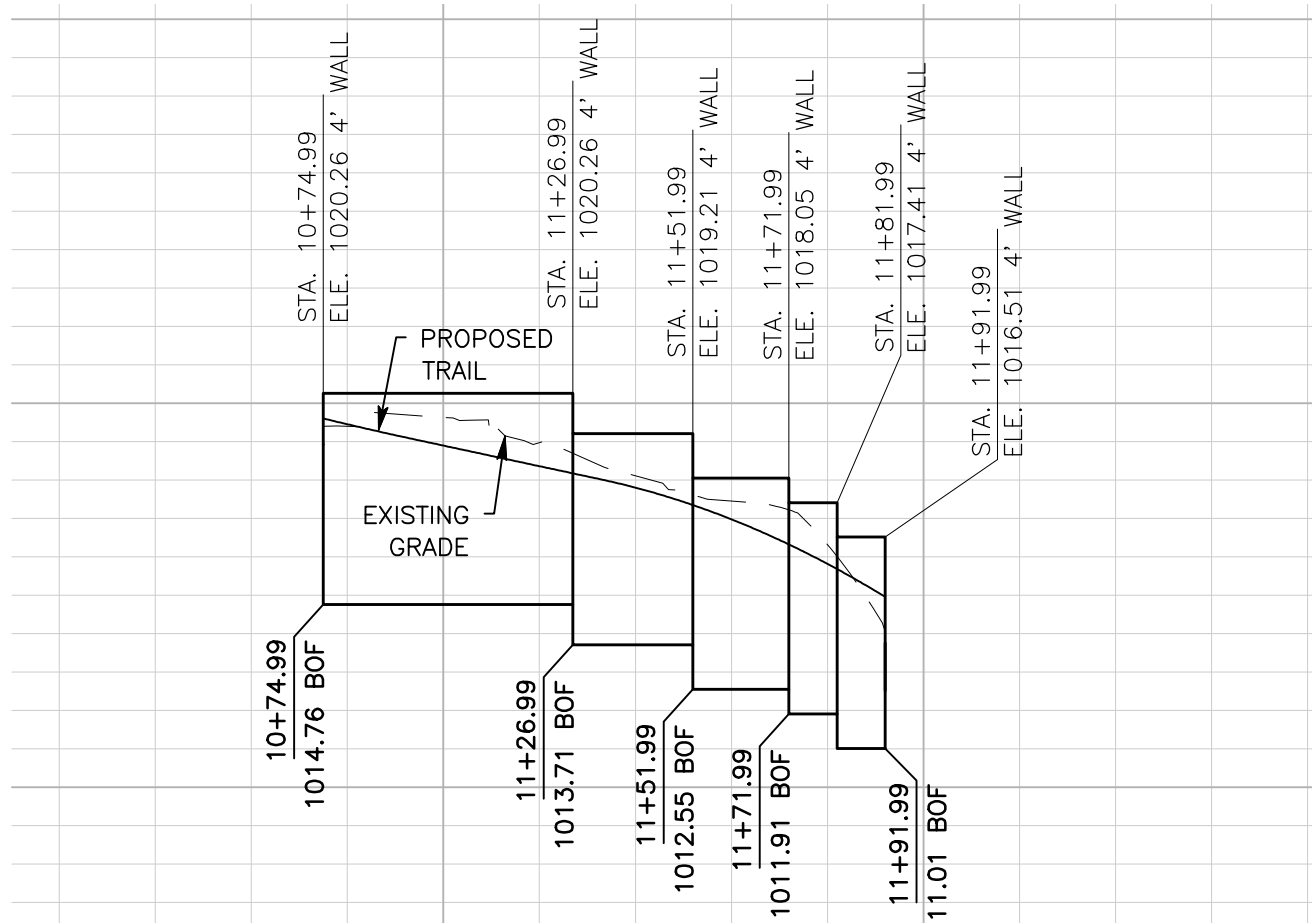 STA. 10+74.99
ELE. 1020.26 4' WALL
STA. 11+26.99
ELE. 1020.26 4' WALL
STA. 11+51.99
ELE. 1019.21 4' WALL
STA. 11+71.99
ELE. 1018.05 4' WALL
STA. 11+81.99
ELE. 1017.41 4' WALL
STA. 11+91.99
ELE. 1016.51 4' WALL
PROPOSED
TRAIL
EXISTING
GRADE
10+74.99
1014.76 BOF
11+26.99
1013.71 BOF
11+51.99
1012.55 BOF
11+71.99
1011.91 BOF
11+91.99
11.01 BOF